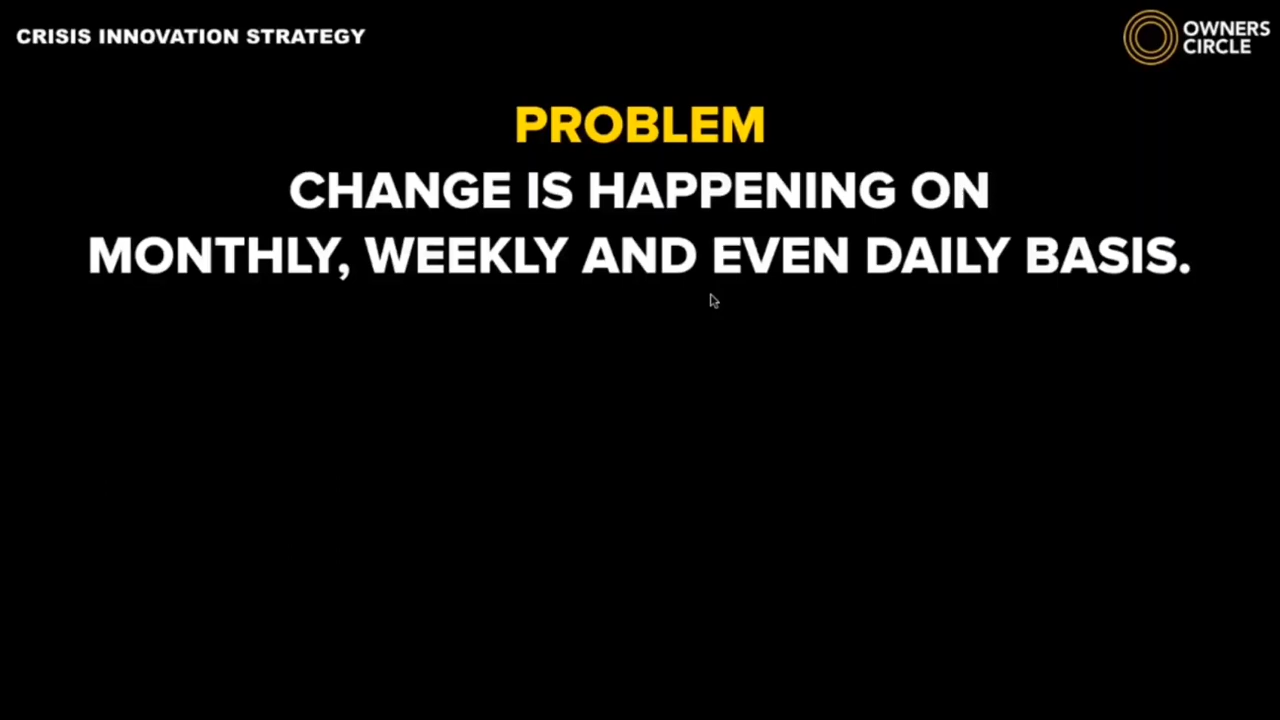 CRISIS INNOVATION STRATEGY
OWNERS
CIRCLE
PROBLEM
CHANGE IS HAPPENING ON
MONTHLY, WEEKLY AND EVEN DAILY BASIS.